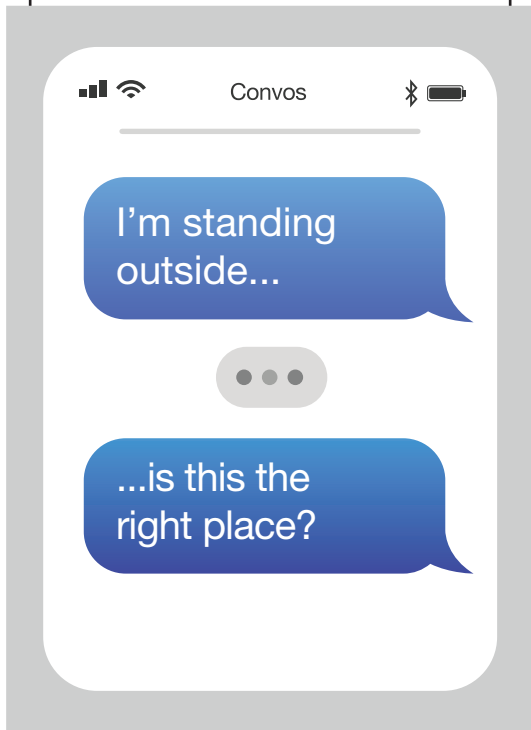 Convos
I’m standing
outside...
...is this the
right place?